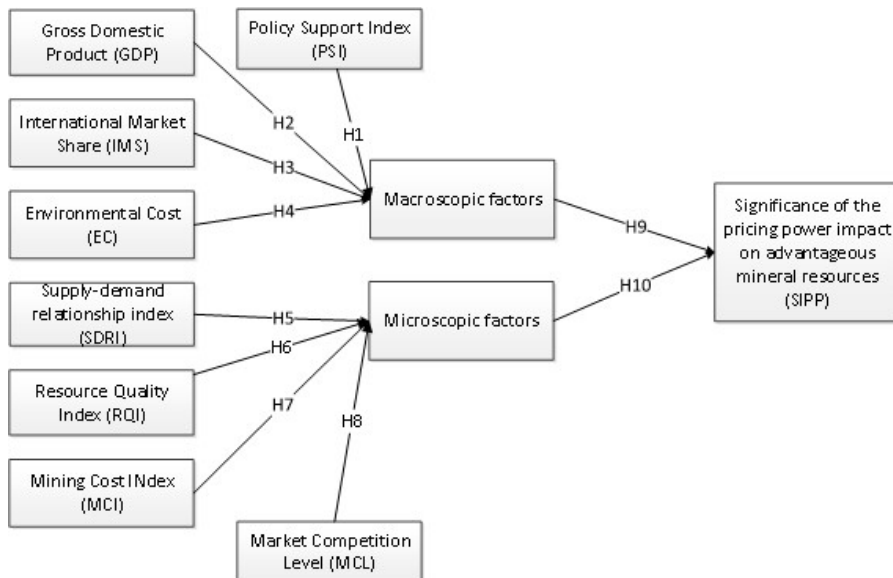 Gross Domestic
Product (GDP)
Policy Support Index
(PSI)
H2
H1
International Market
Share (IMS)
H3
Macroscopic factors
Environmental Cost
(EC)
H4
H9
Significance of the
pricing power impact
on advantageous
mineral resources
(SIPP)
H10
Supply-demand
relationship index
(SDRI)
H5
Microscopic factors
H6
Resource Quality
Index (RQI)
H7
H8
Mining Cost INdex
(MCI)
Market Competition
Level (MCL)